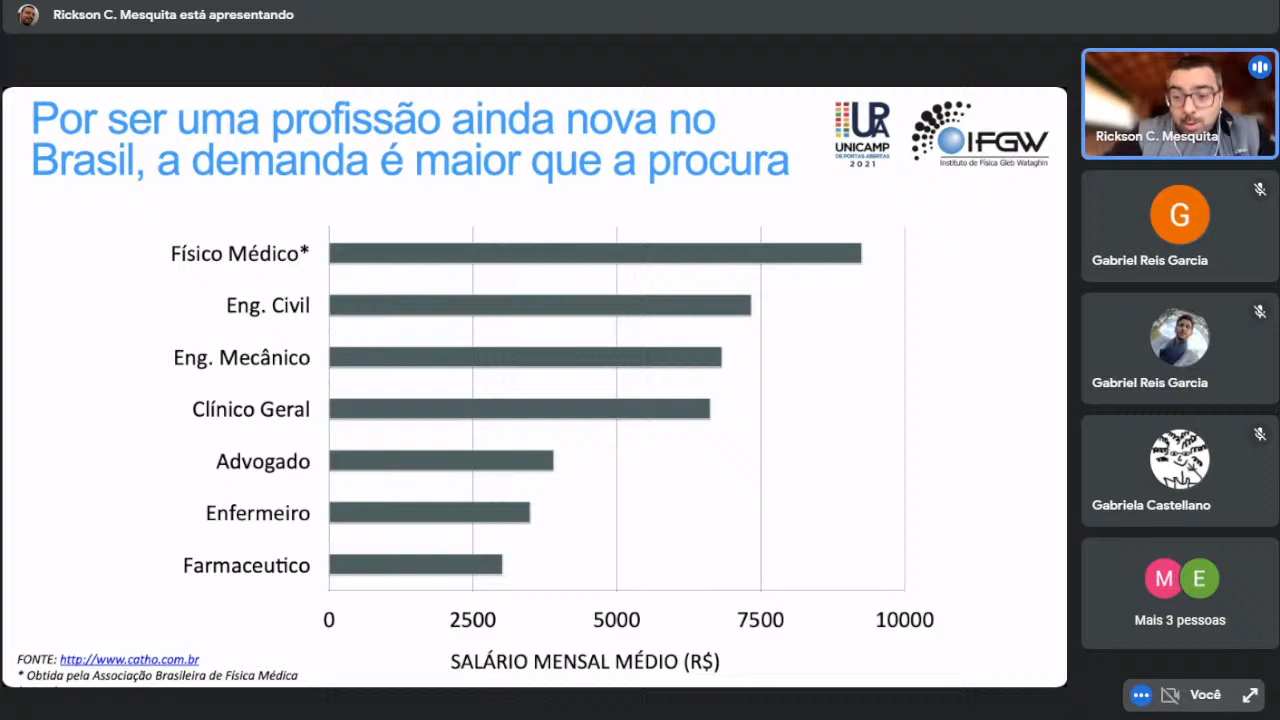 Rickson C. Mesquita está apresentando
Por ser uma profissão ainda nova no
Brasil, a demanda é maior que a procura
UPA
UNICAMP
DE PORTAS ABERTAS
2021
IFGW
Instituto de Física Gleb Wataghin
Físico Médico*
Eng. Civil
Eng. Mecânico
Clínico Geral
Advogado
Enfermeiro
Farmaceutico
0 2500 5000 7500 10000
SALÁRIO MENSAL MÉDIO (R$)
FONTE: http://www.catho.com.br
* Obtida pela Associação Brasileira de Física Médica
Rickson C. Mesquita
G
Gabriel Reis Garcia
Gabriel Reis Garcia
Gabriela Castellano
M E
Mais 3 pessoas
Você